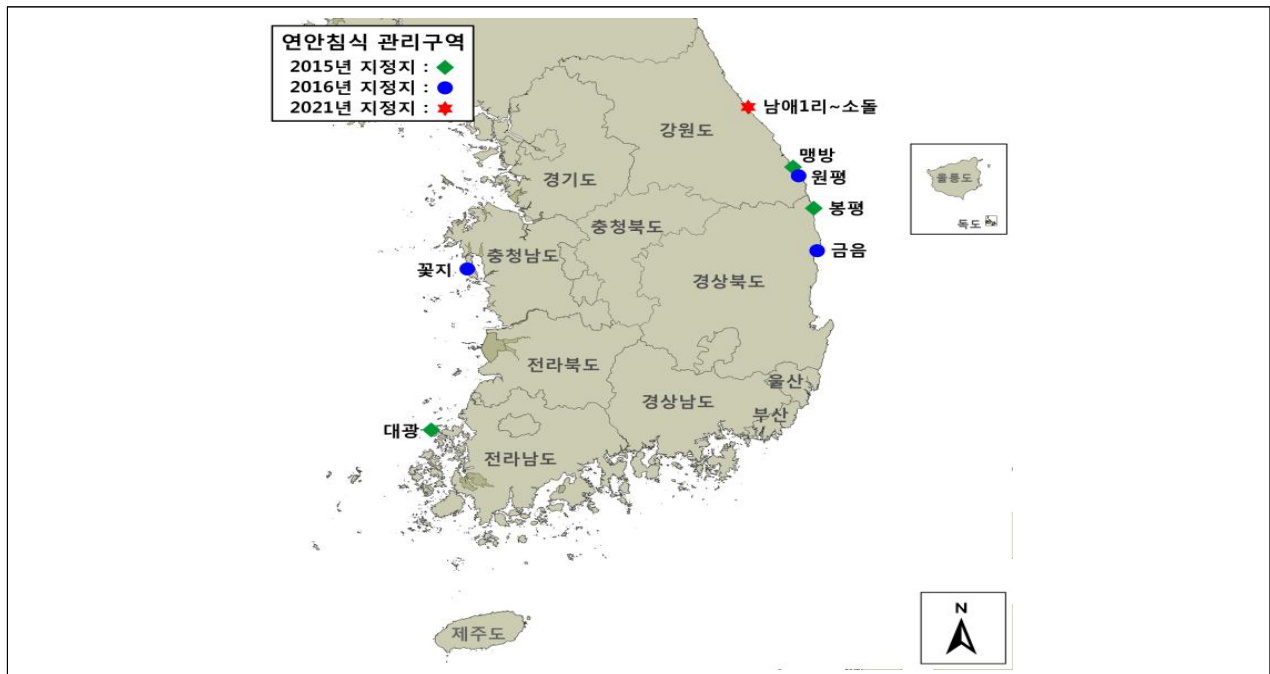 연안침식 관리구역
2015년 지정지 :
2016년 지정지 :
2021년 지정지 :
남애1리~소돌
강원도
맹방
원평
경기도
울릉도
봉평
독도
충청북도
금음
충청남도
꽃지
경상북도
전라북도
울산
경상남도
부산
대광
전라남도
N
제주도